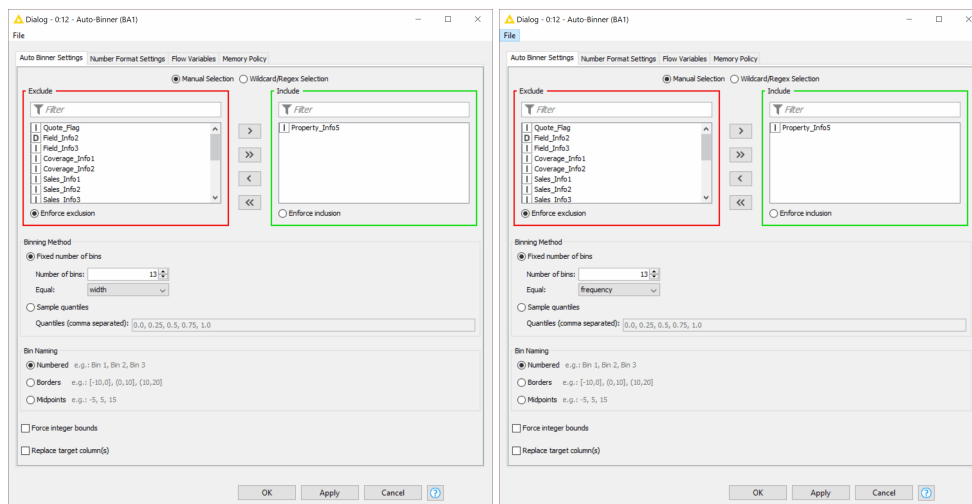 Dialog - 0:12 - Auto-Binner (BA1)
File
Auto Binner Settings Number Format Settings Flow Variables Memory Policy
Manual Selection Wildcard/Regex Selection
Exclude Include
Filter Filter
I Quote_Flag I Property_Info5
D Field_Info2
I Field_Info3
I Coverage_Info1
I Coverage_Info2
I Sales_Info1
I Sales_Info2
I Sales_Info3
> 
>>
<
<<
Enforce exclusion Enforce inclusion
Binning Method
Fixed number of bins
Number of bins: 13
Equal: width
Sample quantiles
Quantiles (comma separated): 0.0, 0.25, 0.5, 0.75, 1.0
Bin Naming
Numbered e.g.: Bin 1, Bin 2, Bin 3
Borders e.g.: [-10,0], (0,10], (10,20]
Midpoints e.g.: -5, 5, 15
Force integer bounds
Replace target column(s)
OK Apply Cancel ?
Dialog - 0:12 - Auto-Binner (BA1)
File
Auto Binner Settings Number Format Settings Flow Variables Memory Policy
Manual Selection Wildcard/Regex Selection
Exclude Include
Filter Filter
I Quote_Flag I Property_Info5
D Field_Info2
I Field_Info3
I Coverage_Info1
I Coverage_Info2
I Sales_Info1
I Sales_Info2
I Sales_Info3
>
>>
<
<<
Enforce exclusion Enforce inclusion
Binning Method
Fixed number of bins
Number of bins: 13
Equal: frequency
Sample quantiles
Quantiles (comma separated): 0.0, 0.25, 0.5, 0.75, 1.0
Bin Naming
Numbered e.g.: Bin 1, Bin 2, Bin 3
Borders e.g.: [-10,0], (0,10], (10,20]
Midpoints e.g.: -5, 5, 15
Force integer bounds
Replace target column(s)
OK Apply Cancel ?